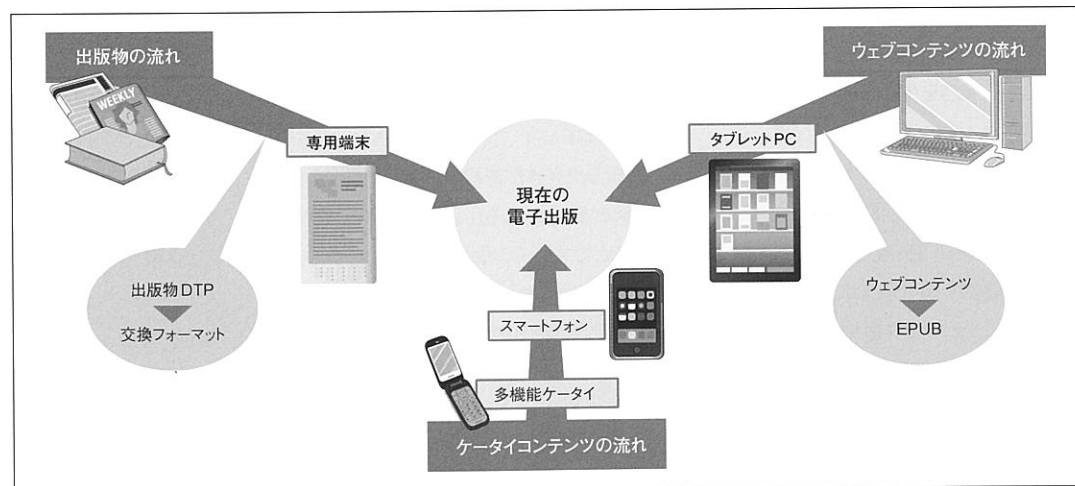 出版物の流れ
WEEKLY
専用端末
出版物DTP
交換フォーマット
現在の
電子出版
ウェブコンテンツの流れ
タブレットPC
ウェブコンテンツ
EPUB
スマートフォン
多機能ケータイ
ケータイコンテンツの流れ